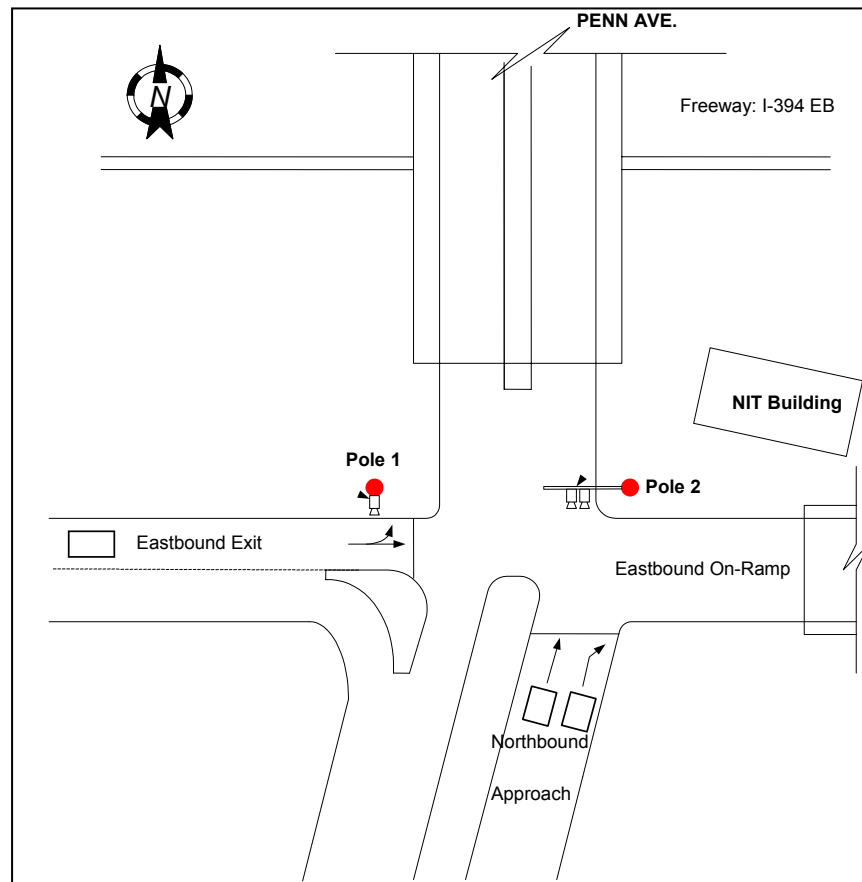 PENN AVE.
N
Freeway: I-394 EB
NIT Building
Pole 1
Pole 2
Eastbound Exit
Eastbound On-Ramp
Northbound
Approach